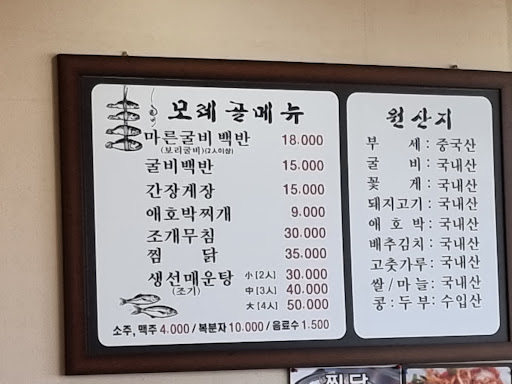 모래골메뉴
마른굴비백반 18.000
(보리굴비)(2人이상)
굴비백반 15.000
간장게장 15.000
애호박찌개 9.000
조개무침 30.000
찜 닭 35.000
생선매운탕 小 [2人] 30.000
(조기) 中 [3人] 40.000
大 [4人] 50.000
소주, 맥주 4.000 / 복분자 10.000 / 음료수 1.500
원산지
부 세 : 중국산
굴 비 : 국내산
꽃 게 : 국내산
돼지고기 : 국내산
애 호 박 : 국내산
배추김치 : 국내산
고춧가루 : 국내산
쌀 / 마늘 : 국내산
콩 : 두부 : 수입산
찜닭